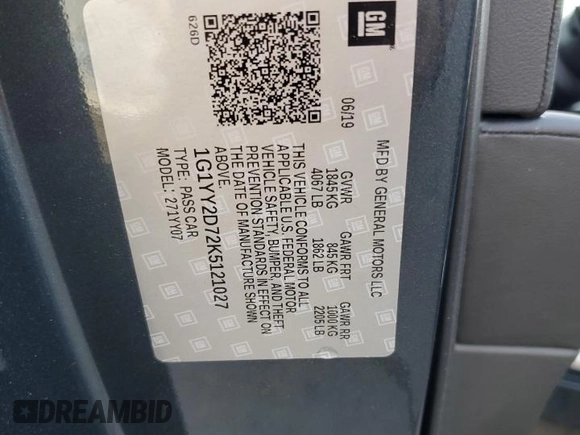 GM
MFD BY GENERAL MOTORS LLC
06/19
GVWR GAWR FRT GAWR RR
1845 KG 845 KG 1000 KG
4067 LB 1862 LB 2205 LB
THIS VEHICLE CONFORMS TO ALL
APPLICABLE U.S. FEDERAL MOTOR
VEHICLE SAFETY, BUMPER, AND THEFT
PREVENTION STANDARDS IN EFFECT ON
THE DATE OF MANUFACTURE SHOWN
ABOVE.
1G1YY2D72K5121027
TYPE: PASS CAR
MODEL: 271YY07
626D
DREAMBID